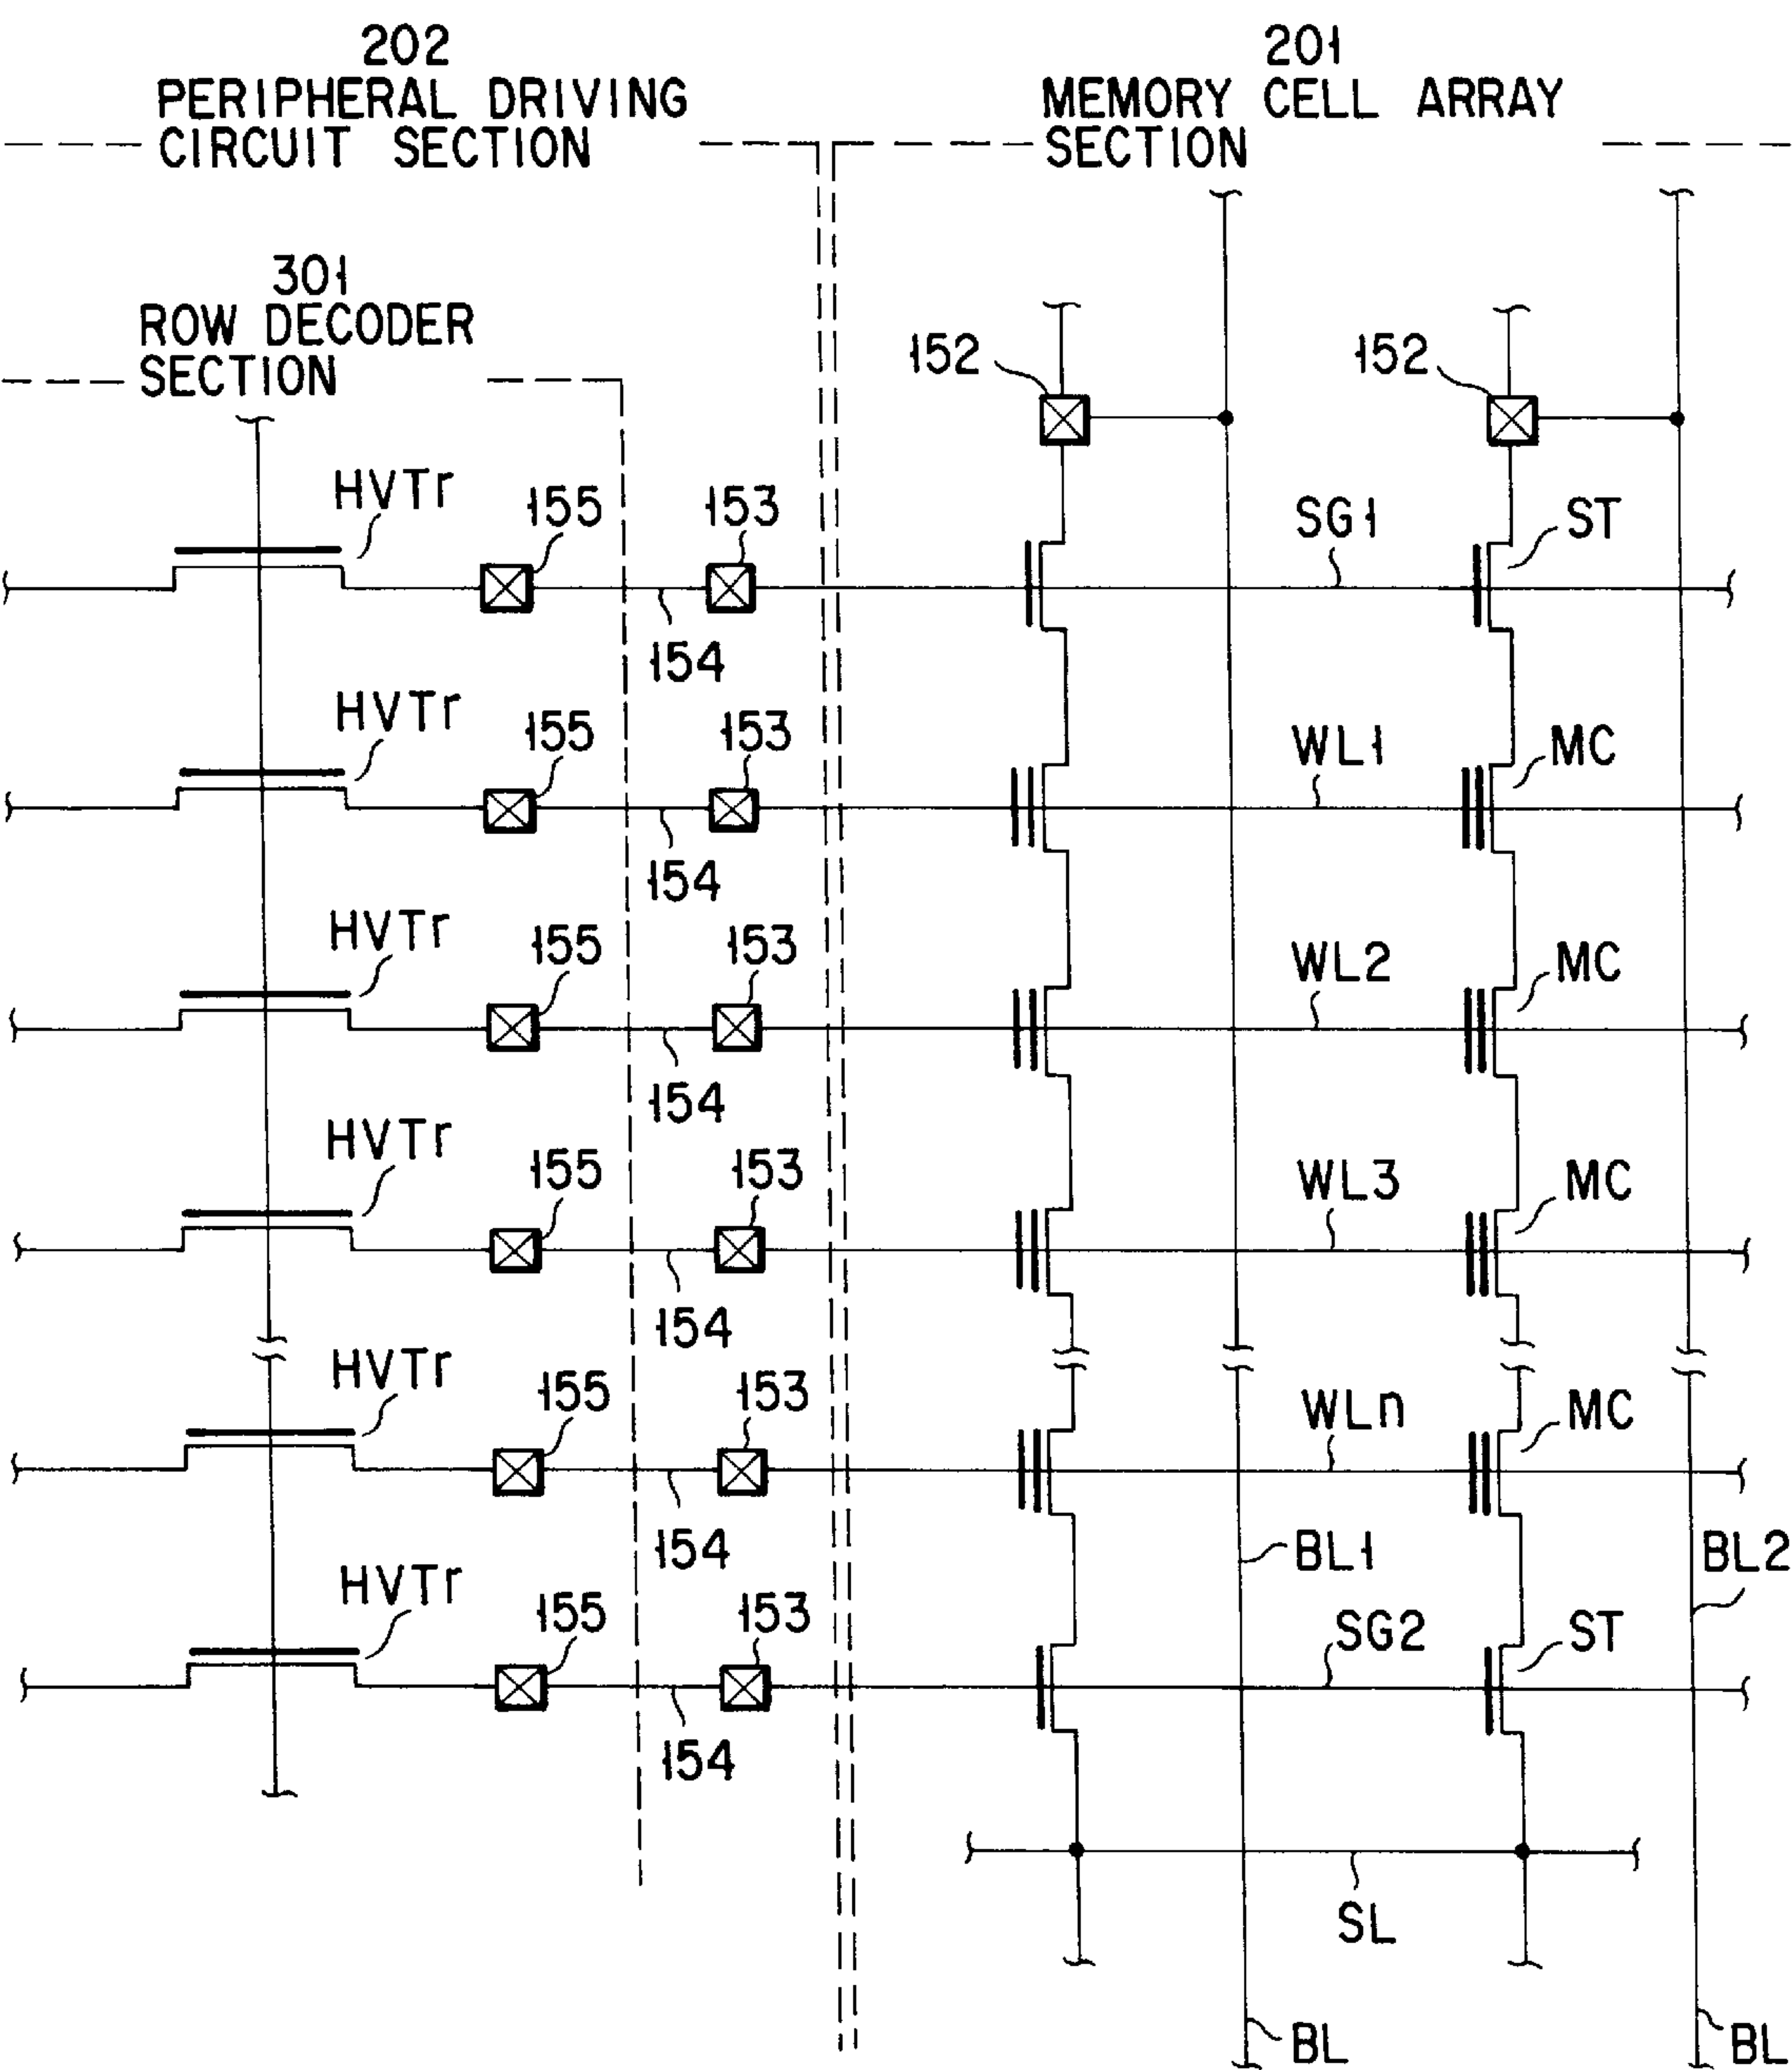 202
PERIPHERAL DRIVING
CIRCUIT SECTION
201
MEMORY CELL ARRAY
SECTION
301
ROW DECODER
SECTION
152
152
HVTr
155
153
SG1
ST
154
HVTr
155
153
WL1
MC
154
HVTr
155
153
WL2
MC
154
HVTr
155
153
WL3
MC
154
HVTr
155
153
WLn
MC
154
BL1
BL2
HVTr
155
153
SG2
ST
154
SL
BL
BL